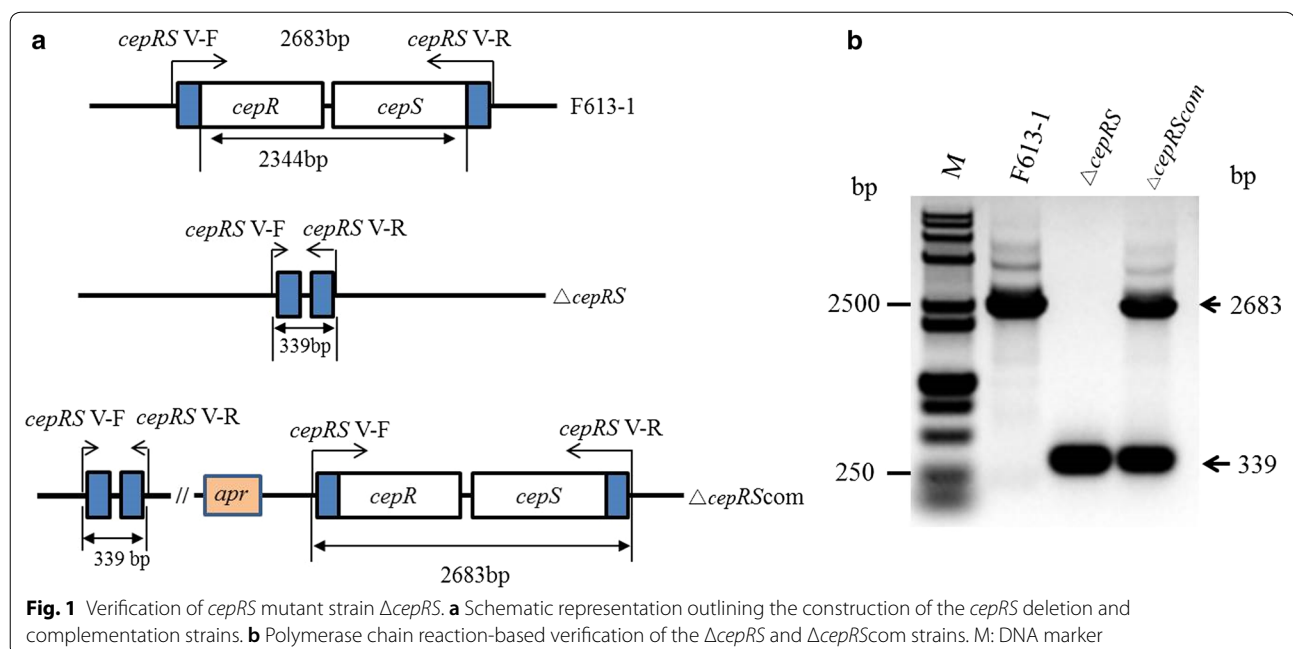 a
cepRS V-F 2683bp cepRS V-R
cepR cepS F613-1
2344bp
cepRS V-F cepRS V-R
△cepRS
339bp
cepRS V-F cepRS V-R cepRS V-F cepRS V-R
// apr cepR cepS △cepRScom
339 bp
2683bp
b
bp M F613-1 △cepRS △cepRScom bp
2500 2683
250 339
Fig. 1 Verification of cepRS mutant strain ΔcepRS. a Schematic representation outlining the construction of the cepRS deletion and
complementation strains. b Polymerase chain reaction-based verification of the ΔcepRS and ΔcepRScom strains. M: DNA marker